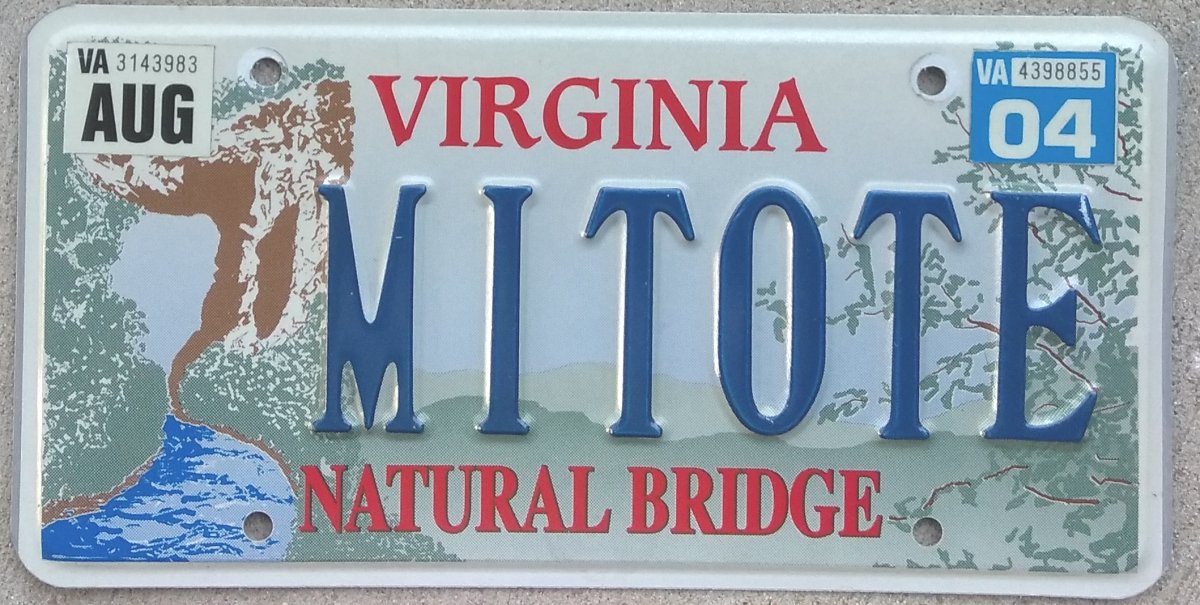 VA 3143983
AUG
VIRGINIA
VA 4398855
04
MITOTE
NATURAL BRIDGE